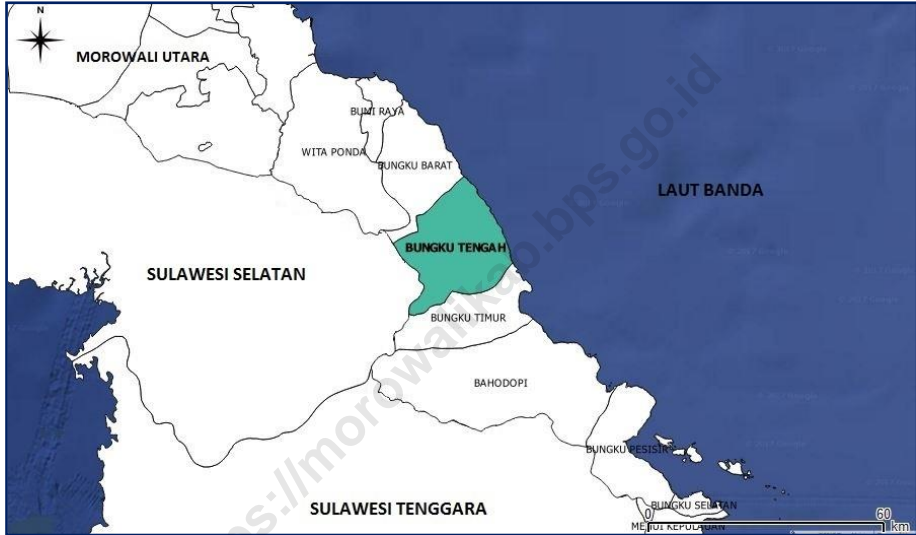 N
MOROWALI UTARA
BUMI RAYA
WITA PONDA
BUNGKU BARAT
LAUT BANDA
BUNGKU TENGAH
SULAWESI SELATAN
BUNGKU TIMUR
BAHODOPI
BUNGKU PESISIR
SULAWESI TENGGARA
BUNGKU SELATAN
0
60
km
MENUI KEPULAUAN
https://morowalikab.bps.go.id